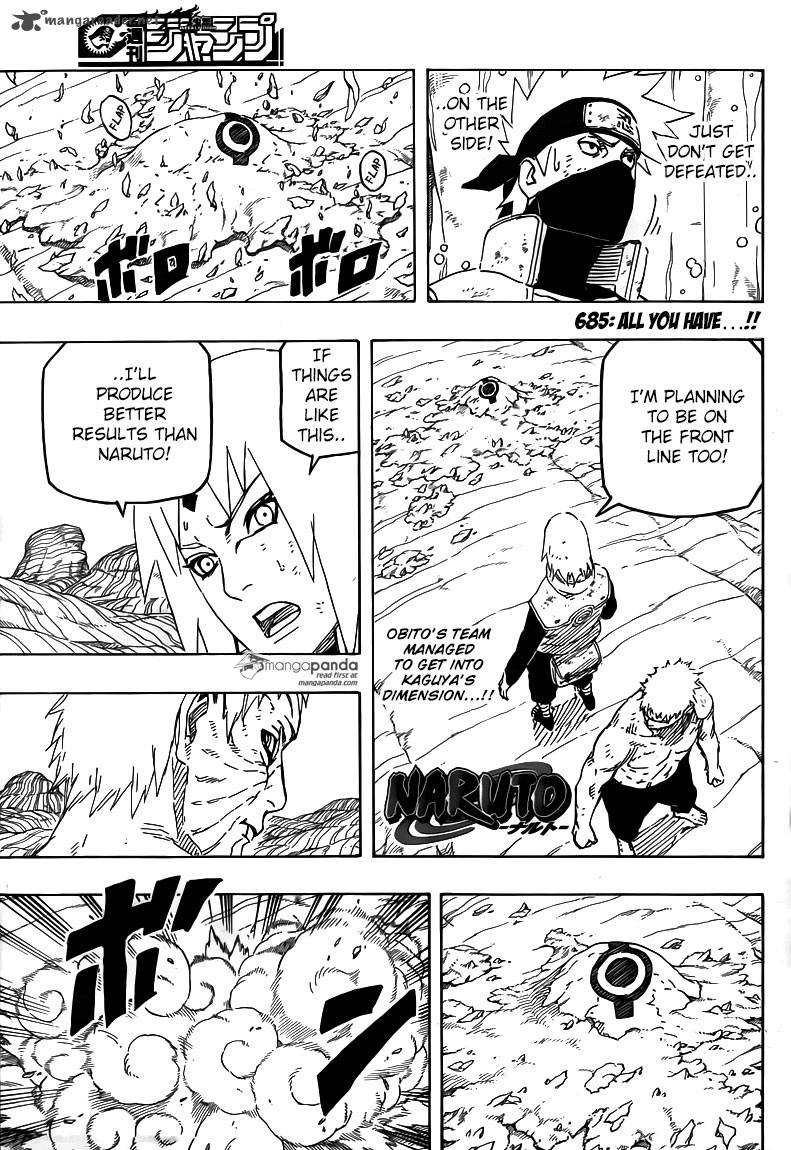 mangareader.net
週刊
少年
ジャンプ
..ON THE
OTHER
SIDE!
JUST
DON'T GET
DEFEATED..
FLAP
FLAP
ボロ
ボロ
685: ALL YOU HAVE...!!
I'M PLANNING
TO BE ON
THE FRONT
LINE TOO!
OBITO'S TEAM
MANAGED
TO GET INTO
KAGUYA'S
DIMENSION...!!
NARUTO
-ナルト-
IF
THINGS
ARE
LIKE
THIS..
..I'LL
PRODUCE
BETTER
RESULTS THAN
NARUTO!
mangapanda
read first at
mangapanda.com
ボン